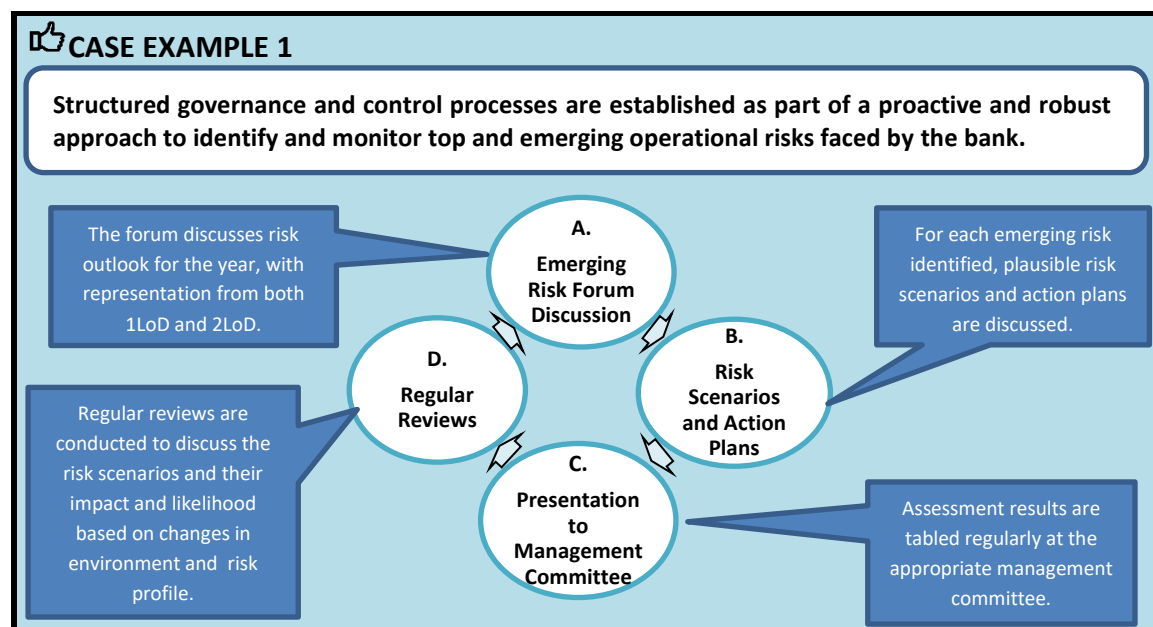 CASE EXAMPLE 1
Structured governance and control processes are established as part of a proactive and robust
approach to identify and monitor top and emerging operational risks faced by the bank.
The forum discusses risk
outlook for the year, with
representation from both
1LoD and 2LoD.
A.
Emerging
Risk Forum
Discussion
For each emerging risk
identified, plausible risk
scenarios and action plans
are discussed.
D.
Regular
Reviews
B.
Risk
Scenarios
and Action
Plans
Regular reviews are
conducted to discuss the
risk scenarios and their
impact and likelihood
based on changes in
environment and risk
profile.
C.
Presentation
to
Management
Committee
Assessment results are
tabled regularly at the
appropriate management
committee.